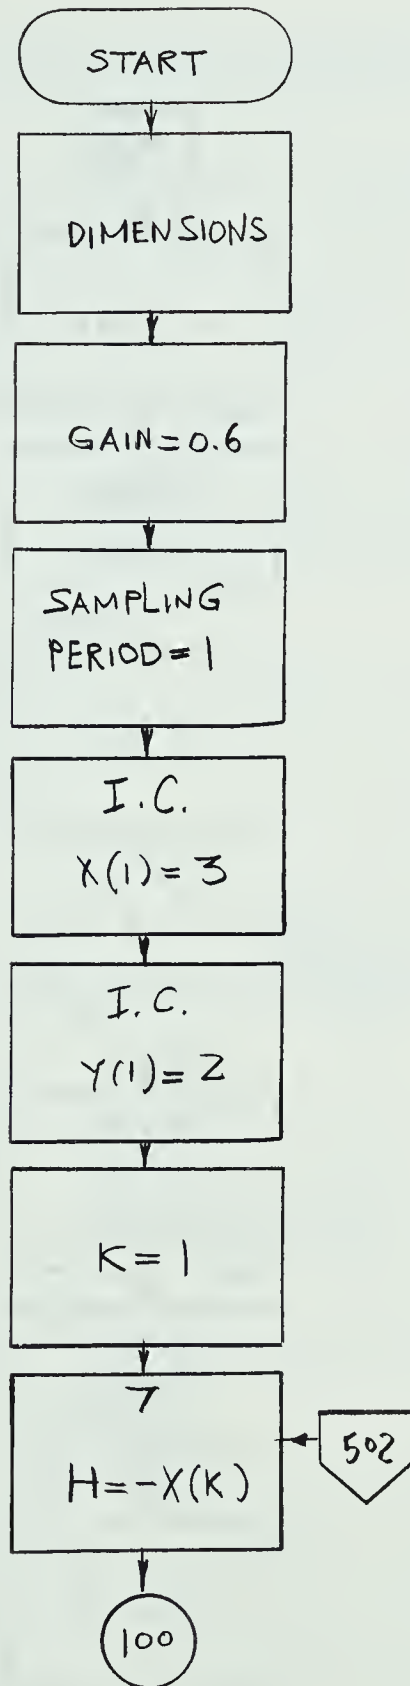 START
DIMENSIONS
GAIN=0.6
SAMPLING
PERIOD=1
I.C.
X(1)=3
I.C.
Y(1)=2
K=1
7
H=-X(K)
502
100